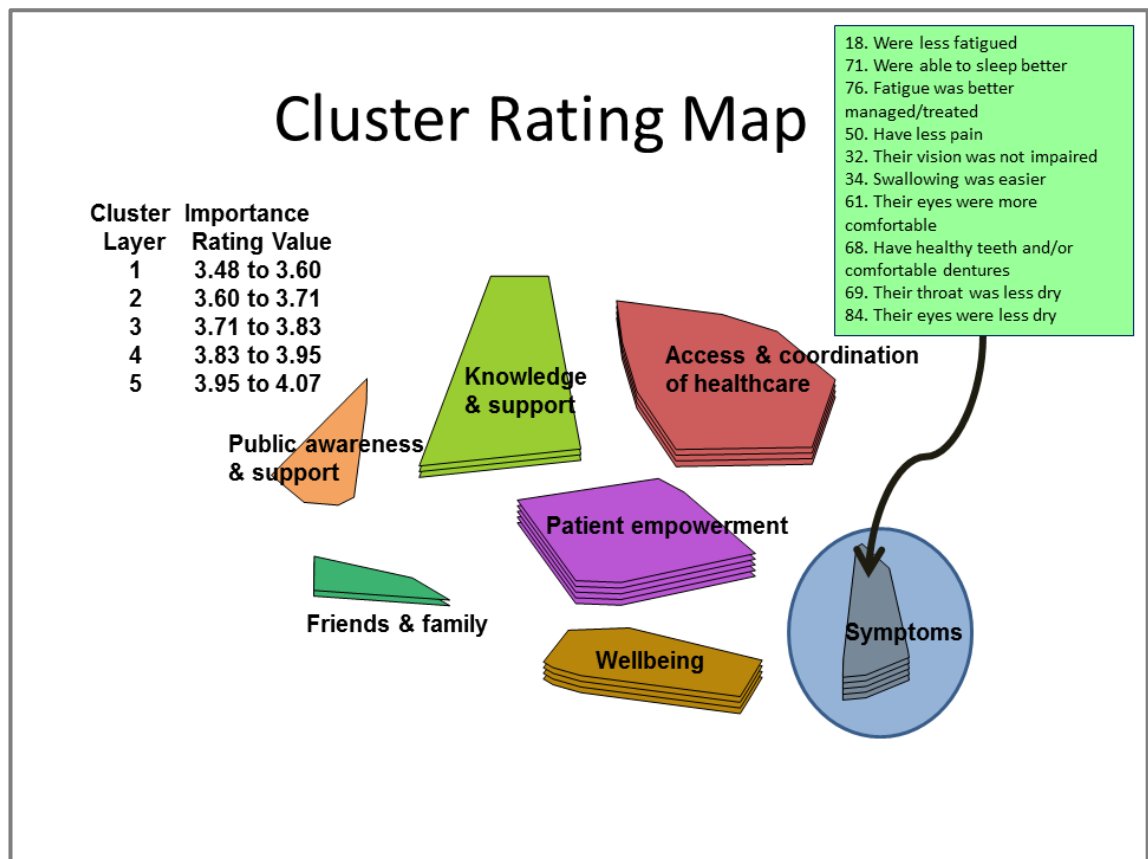 Cluster Rating Map
18. Were less fatigued
71. Were able to sleep better
76. Fatigue was better
managed/treated
50. Have less pain
32. Their vision was not impaired
34. Swallowing was easier
61. Their eyes were more
comfortable
68. Have healthy teeth and/or
comfortable dentures
69. Their throat was less dry
84. Their eyes were less dry
Cluster Importance
Layer Rating Value
1 3.48 to 3.60
2 3.60 to 3.71
3 3.71 to 3.83
4 3.83 to 3.95
5 3.95 to 4.07
Knowledge
& support
Access & coordination
of healthcare
Public awareness
& support
Patient empowerment
Friends & family
Wellbeing
Symptoms